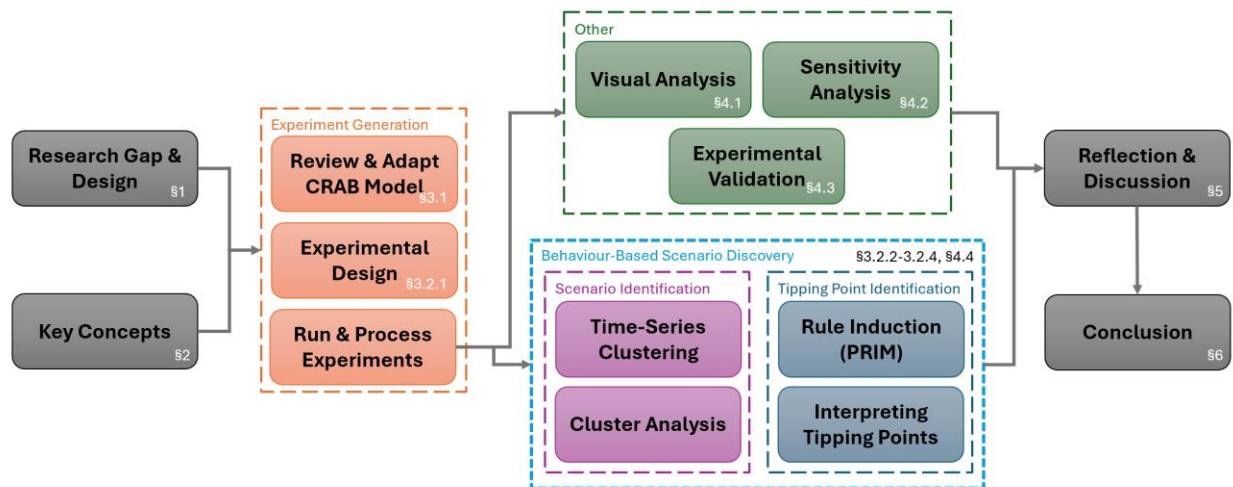 Research Gap &
Design
§1
Key Concepts
§2
Experiment Generation
Review & Adapt
CRAB Model
§3.1
Experimental
Design
§3.2.1
Run & Process
Experiments
Other
Visual Analysis
§4.1
Sensitivity
Analysis
§4.2
Experimental
Validation
§4.3
Behaviour-Based Scenario Discovery
§3.2.2-3.2.4, §4.4
Scenario Identification
Time-Series
Clustering
Cluster Analysis
Tipping Point Identification
Rule Induction
(PRIM)
Interpreting
Tipping Points
Reflection &
Discussion
§5
Conclusion
§6